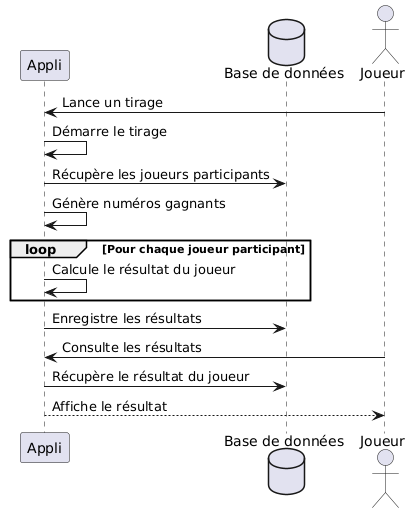 Appli
Base de données
Joueur
Lance un tirage
Démarre le tirage
Récupère les joueurs participants
Génère numéros gagnants
loop [Pour chaque joueur participant]
Calcule le résultat du joueur
Enregistre les résultats
Consulte les résultats
Récupère le résultat du joueur
Affiche le résultat
Appli
Base de données
Joueur